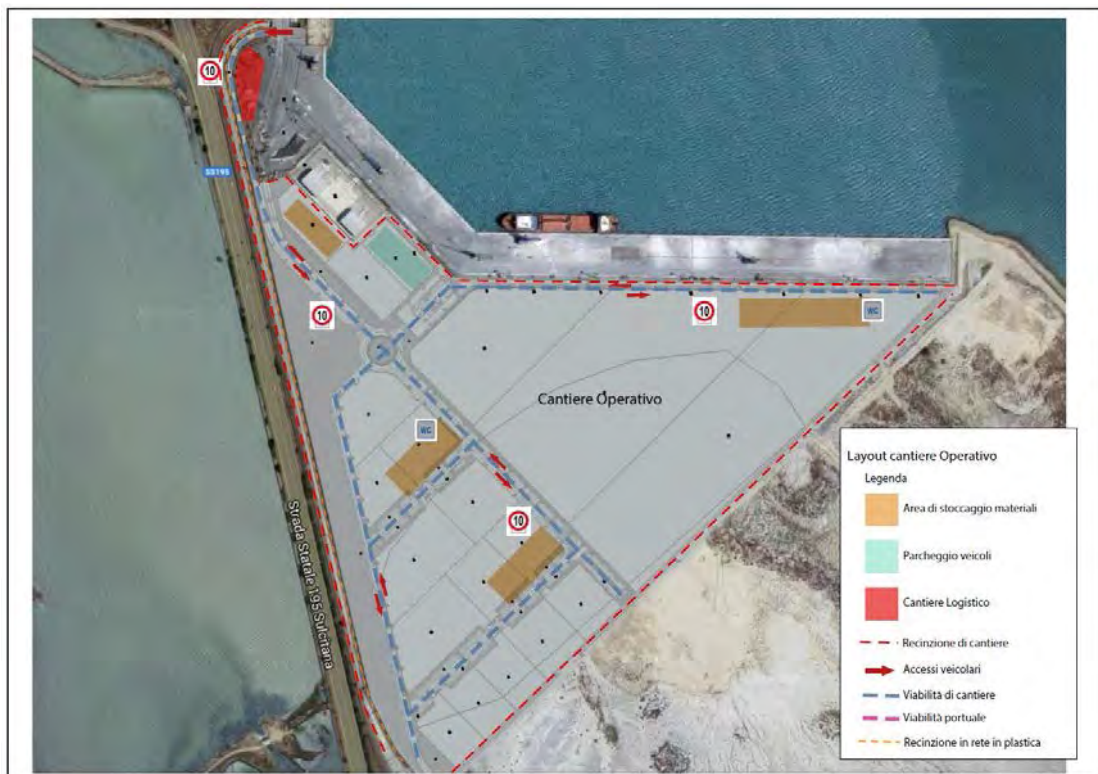 10
SS195
10
10
WC
Cantiere Operativo
WC
10
Strada Statale 195 Sulcitana
Layout cantiere Operativo
Legenda
Area di stoccaggio materiali
Parcheggio veicoli
Cantiere Logistico
Recinzione di cantiere
Accessi veicolari
Viabilità di cantiere
Viabilità portuale
Recinzione in rete in plastica